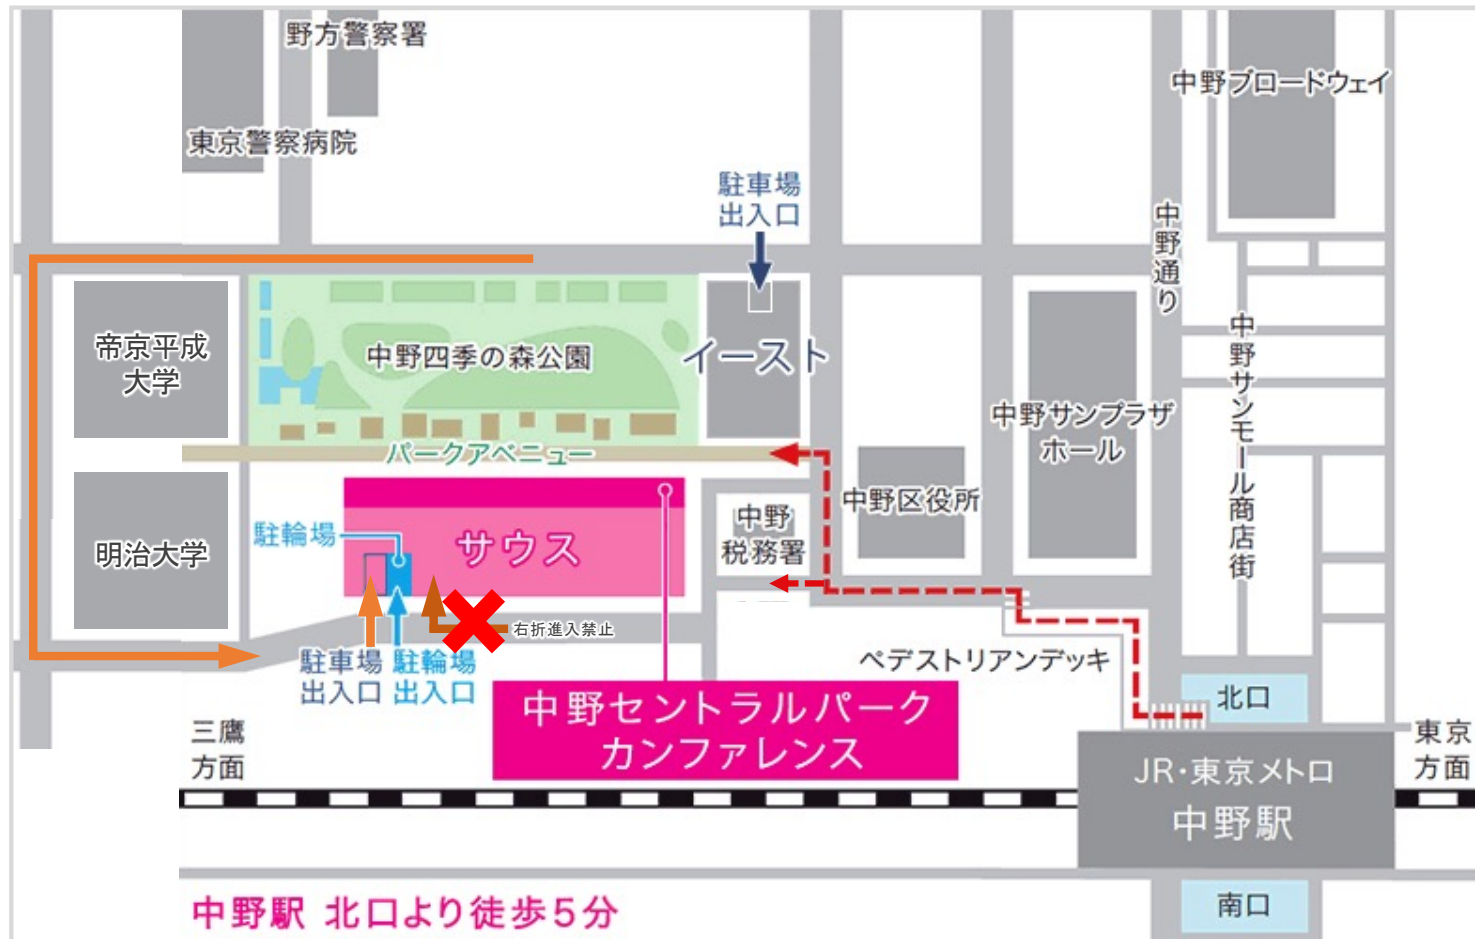 野方警察署
中野ブロードウェイ
東京警察病院
駐車場
出入口
中野通り
帝京平成
大学
中野四季の森公園
イースト
中野サンプラザ
ホール
中野サンモール商店街
パークアベニュー
中野区役所
中野
税務署
駐輪場
サウス
明治大学
右折進入禁止
駐車場
出入口
駐輪場
出入口
ペデストリアンデッキ
北口
中野セントラルパーク
カンファレンス
三鷹
方面
東京
方面
JR・東京メトロ
中野駅
中野駅 北口より徒歩5分
南口